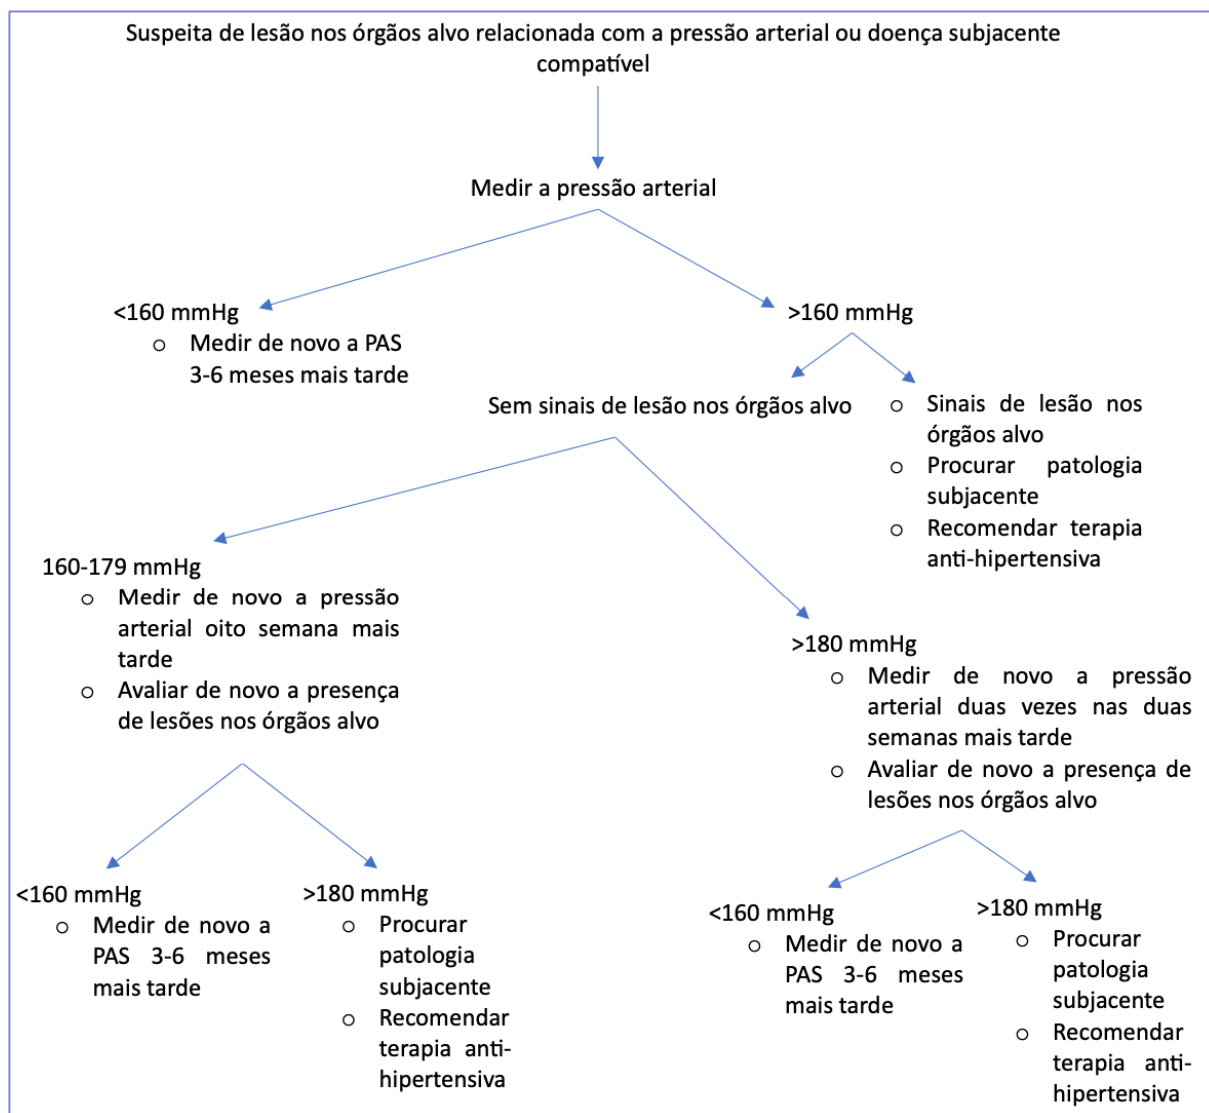 Suspeita de lesão nos órgãos alvo relacionada com a pressão arterial ou doença subjacente
compatível
Medir a pressão arterial
<160 mmHg
o Medir de novo a PAS
3-6 meses mais tarde
>160 mmHg
Sem sinais de lesão nos órgãos alvo
o Sinais de lesão nos
órgãos alvo
o Procurar patologia
subjacente
o Recomendar terapia
anti-hipertensiva
160-179 mmHg
o Medir de novo a pressão
arterial oito semana mais
tarde
o Avaliar de novo a presença
de lesões nos órgãos alvo
>180 mmHg
o Medir de novo a pressão
arterial duas vezes nas duas
semanas mais tarde
o Avaliar de novo a presença de
lesões nos órgãos alvo
<160 mmHg
o Medir de novo a
PAS 3-6 meses
mais tarde
>180 mmHg
o Procurar
patologia
subjacente
o Recomendar
terapia anti-
hipertensiva
<160 mmHg
o Medir de novo a
PAS 3-6 meses
mais tarde
>180 mmHg
o Procurar
patologia
subjacente
o Recomendar
terapia anti-
hipertensiva